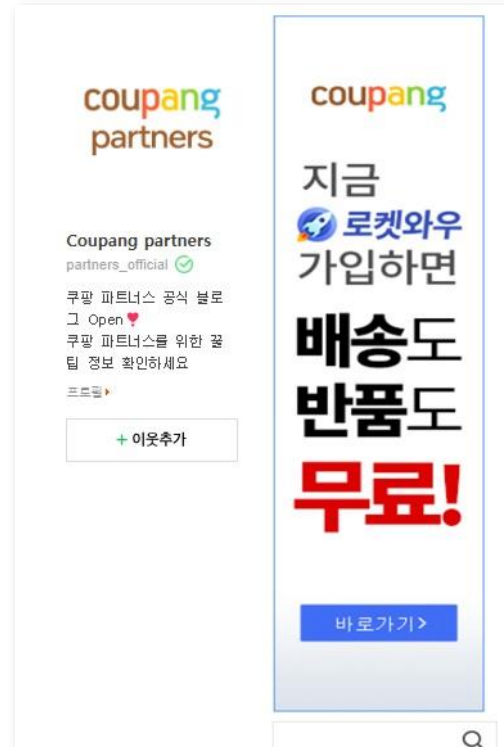 coupang
partners
Coupang partners
partners_official
쿠팡 파트너스 공식 블로
그 Open
쿠팡 파트너스를 위한 꿀
팁 정보 확인하세요
프로필
+ 이웃추가
coupang
지금
로켓와우
가입하면
배송도
반품도
무료!
바로가기>